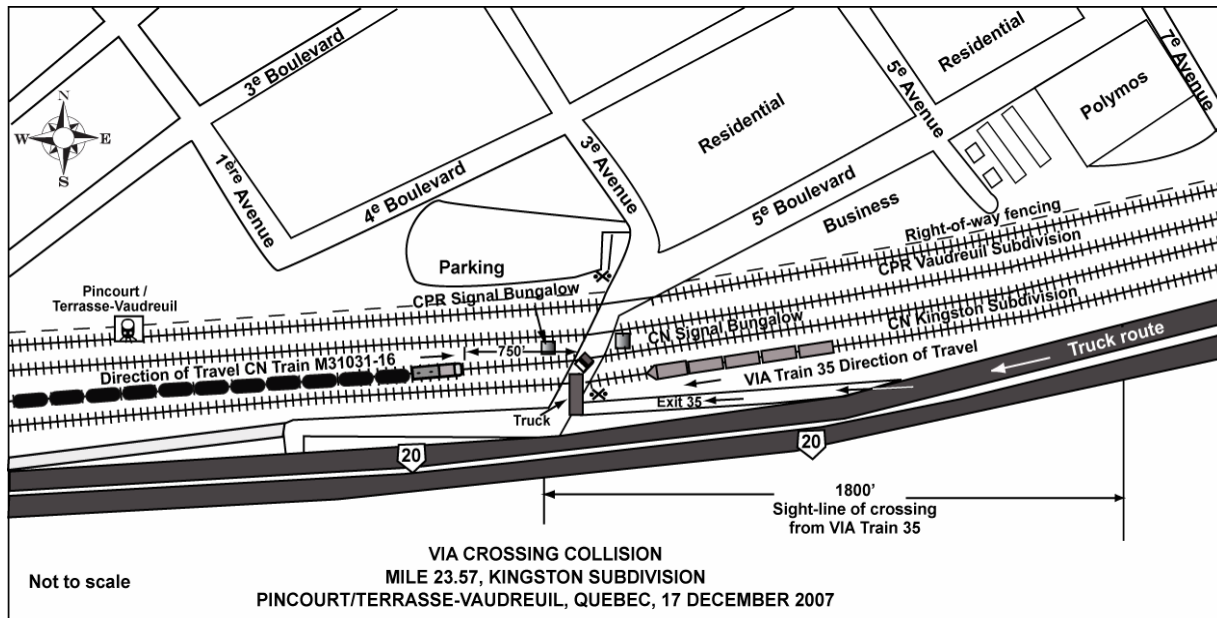 N
W
E
S
3e Boulevard
1ère Avenue
4e Boulevard
3e Avenue
Residential
5e Boulevard
5e Avenue
Residential
Polymos
7e Avenue
Business
Parking
Right-of-way fencing
CPR Vaudreuil Subdivision
CPR Signal Bungalow
Pincourt /
Terrasse-Vaudreuil
CN Signal Bungalow
CN Kingston Subdivision
750'
Direction of Travel CN Train M31031-16
VIA Train 35 Direction of Travel
Truck route
Exit 35
Truck
20
20
1800'
Sight-line of crossing
from VIA Train 35
Not to scale
VIA CROSSING COLLISION
MILE 23.57, KINGSTON SUBDIVISION
PINCOURT/TERRASSE-VAUDREUIL, QUEBEC, 17 DECEMBER 2007